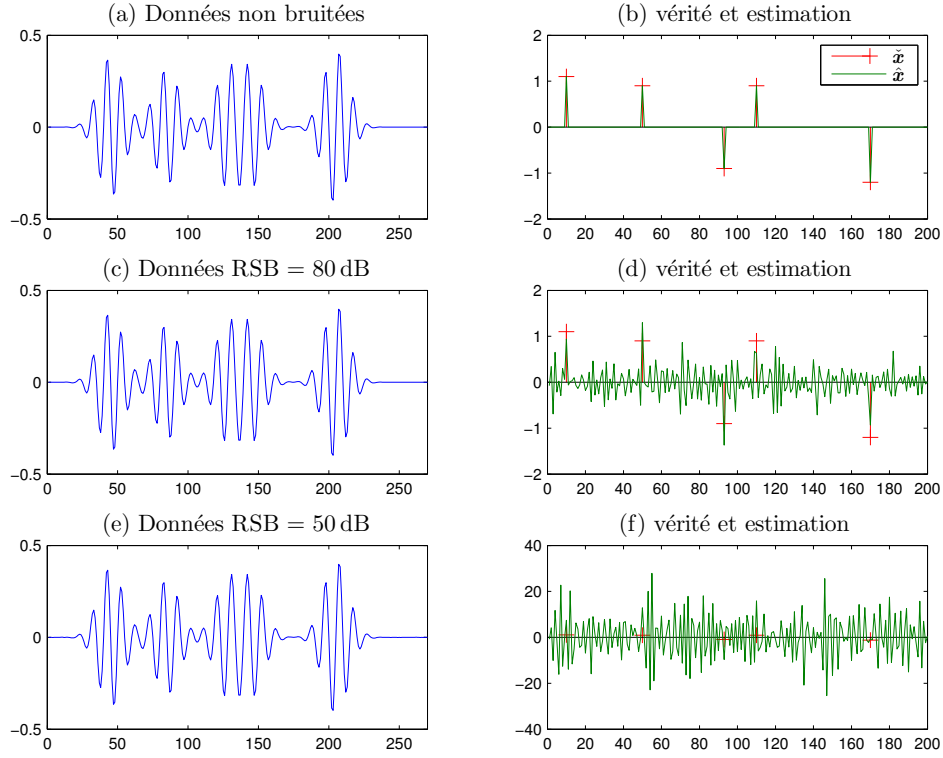 (a) Données non bruitées
0.5
0
−0.5
0 50 100 150 200 250
(b) vérité et estimation
2
1
0
−1
−2
0 20 40 60 80 100 120 140 160 180 200
x̌
x̂
(c) Données RSB = 80 dB
0.5
0
−0.5
0 50 100 150 200 250
(d) vérité et estimation
2
1
0
−1
−2
0 20 40 60 80 100 120 140 160 180 200
(e) Données RSB = 50 dB
0.5
0
−0.5
0 50 100 150 200 250
(f) vérité et estimation
40
20
0
−20
−40
0 20 40 60 80 100 120 140 160 180 200